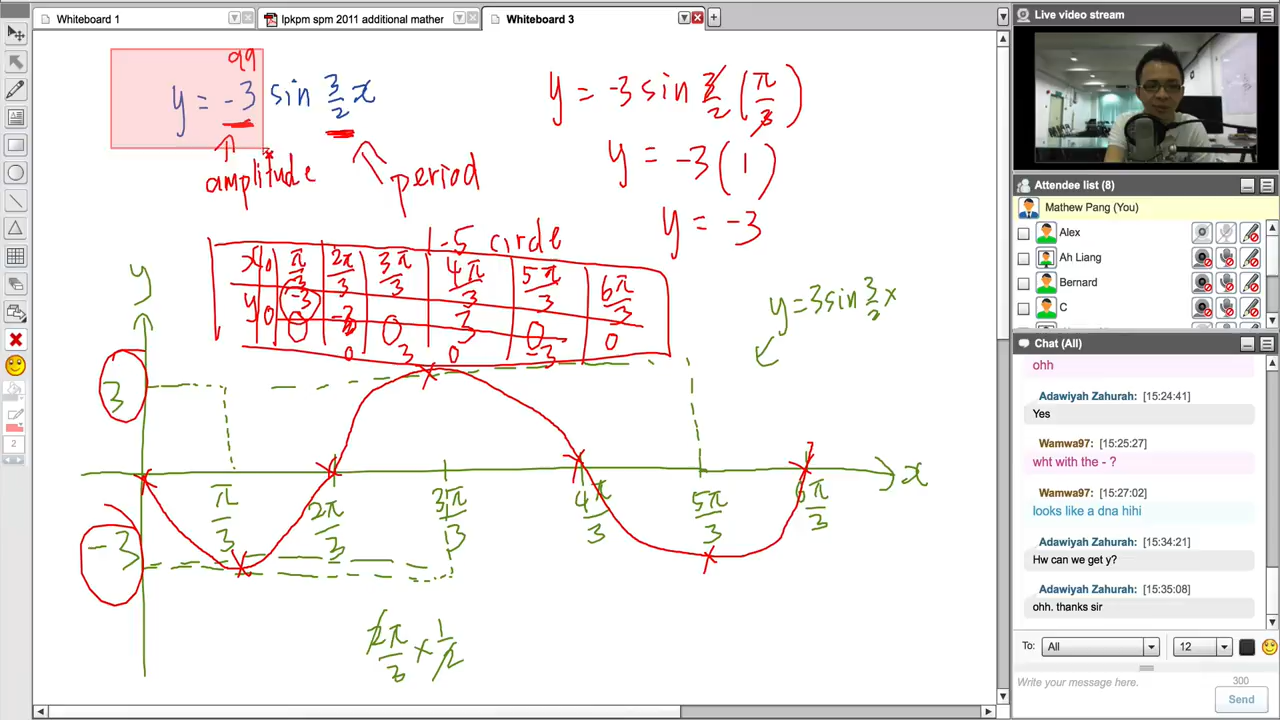 Whiteboard 1
lpkpm spm 2011 additional mather
Whiteboard 3
99
y = -3 sin 3/2 x
amplitude
period
y = -3 sin 3/2 (π/3)
y = -3 (1)
y = -3
1-5 circle
x 0 π/3 2π/3 3π/3 4π/3 5π/3 6π/3
y 0 -3 0 3 0 -3 0
y = 3 sin 3/2 x
y
3
-3
π/3 2π/3 3π/3 4π/3 5π/3 6π/3
x
2π/3 × 1/2
2
Live video stream
Attendee list (8)
Mathew Pang (You)
Alex
Ah Liang
Bernard
C
Chat (All)
ohh
Adawiyah Zahurah: [15:24:41]
Yes
Wamwa97: [15:25:27]
wht with the - ?
Wamwa97: [15:27:02]
looks like a dna hihi
Adawiyah Zahurah: [15:34:21]
Hw can we get y?
Adawiyah Zahurah: [15:35:08]
ohh. thanks sir
To: All 12
Write your message here.
300
Send